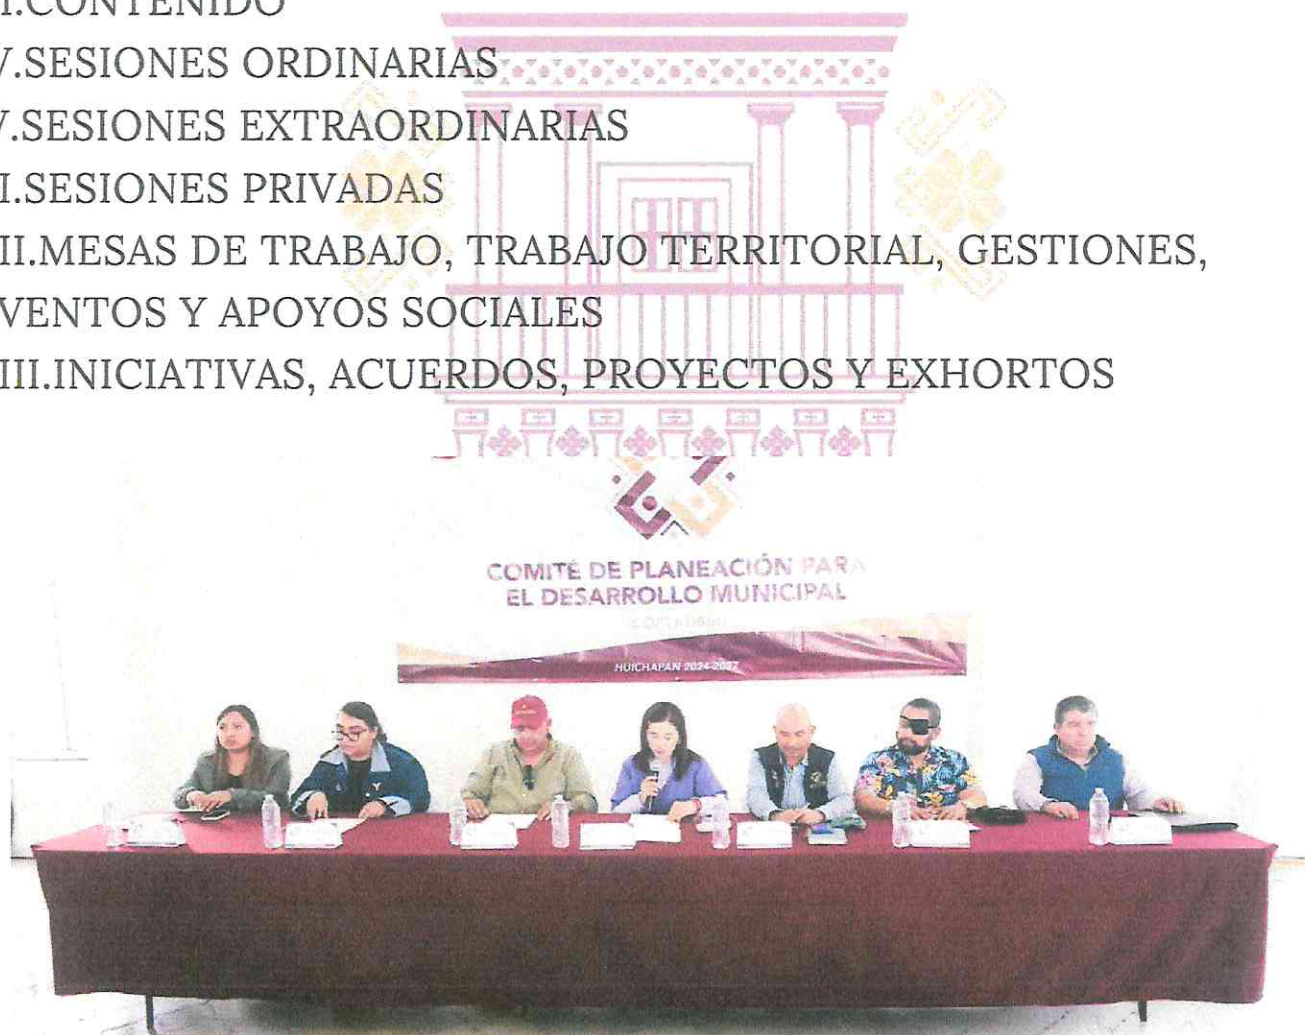 I.CONTENIDO
V.SESIONES ORDINARIAS
V.SESIONES EXTRAORDINARIAS
I.SESIONES PRIVADAS
II.MESAS DE TRABAJO, TRABAJO TERRITORIAL, GESTIONES,
VENTOS Y APOYOS SOCIALES
III.INICIATIVAS, ACUERDOS, PROYECTOS Y EXHORTOS
COMITÉ DE PLANEACIÓN PARA
EL DESARROLLO MUNICIPAL
HUICHAPAN 2024-2027